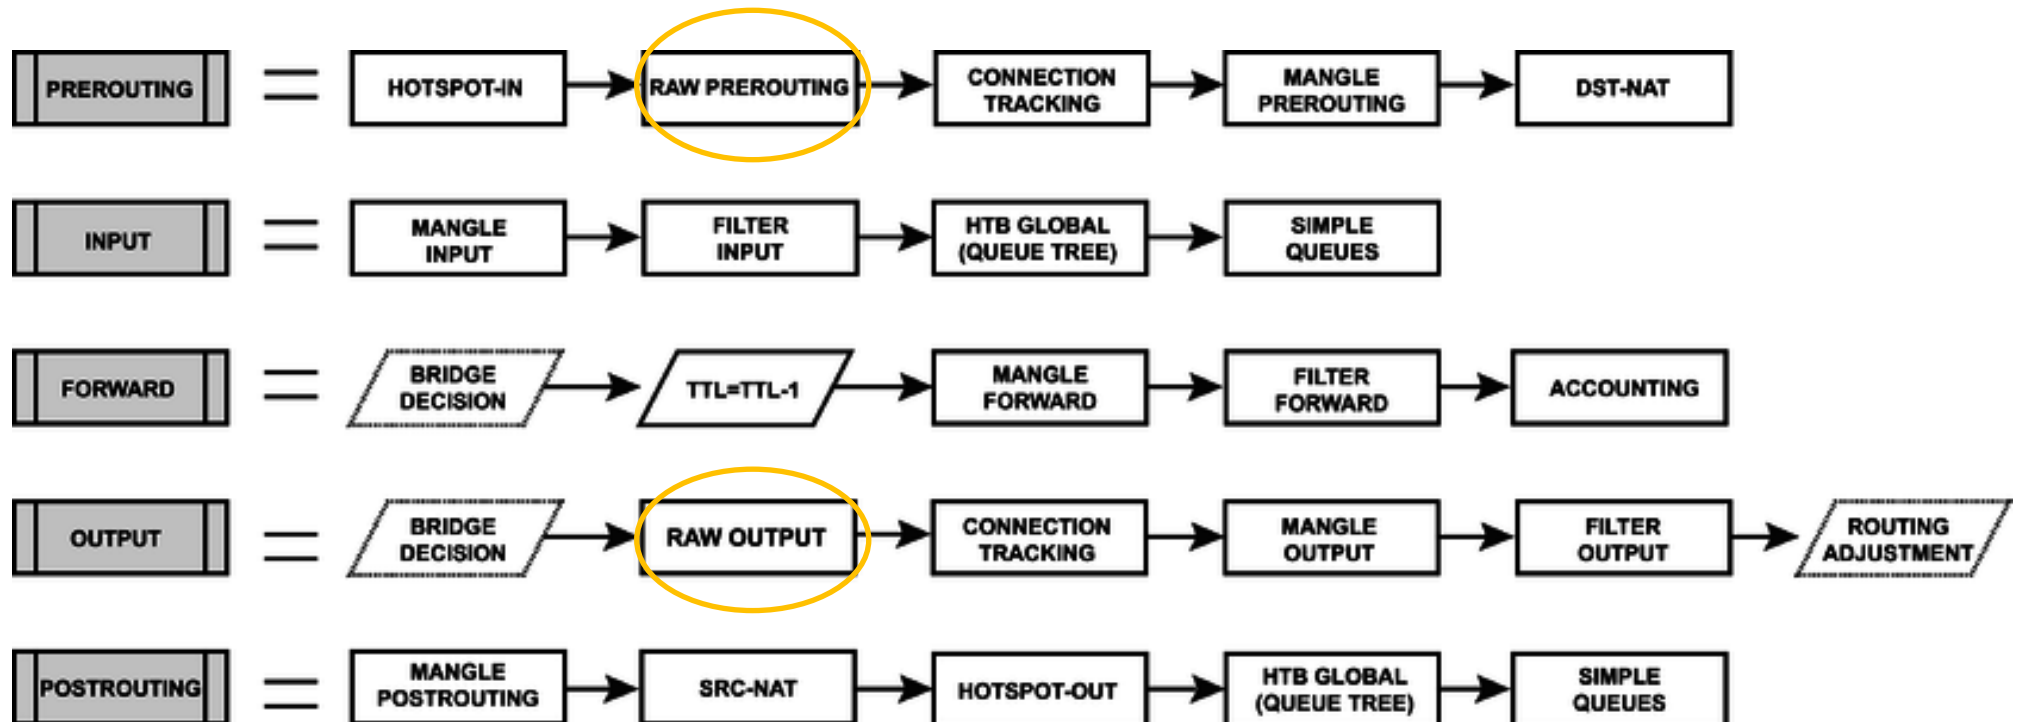 PREROUTING
HOTSPOT-IN
RAW PREROUTING
CONNECTION
TRACKING
MANGLE
PREROUTING
DST-NAT
INPUT
MANGLE
INPUT
FILTER
INPUT
HTB GLOBAL
(QUEUE TREE)
SIMPLE
QUEUES
FORWARD
BRIDGE
DECISION
TTL=TTL-1
MANGLE
FORWARD
FILTER
FORWARD
ACCOUNTING
OUTPUT
BRIDGE
DECISION
RAW OUTPUT
CONNECTION
TRACKING
MANGLE
OUTPUT
FILTER
OUTPUT
ROUTING
ADJUSTMENT
POSTROUTING
MANGLE
POSTROUTING
SRC-NAT
HOTSPOT-OUT
HTB GLOBAL
(QUEUE TREE)
SIMPLE
QUEUES